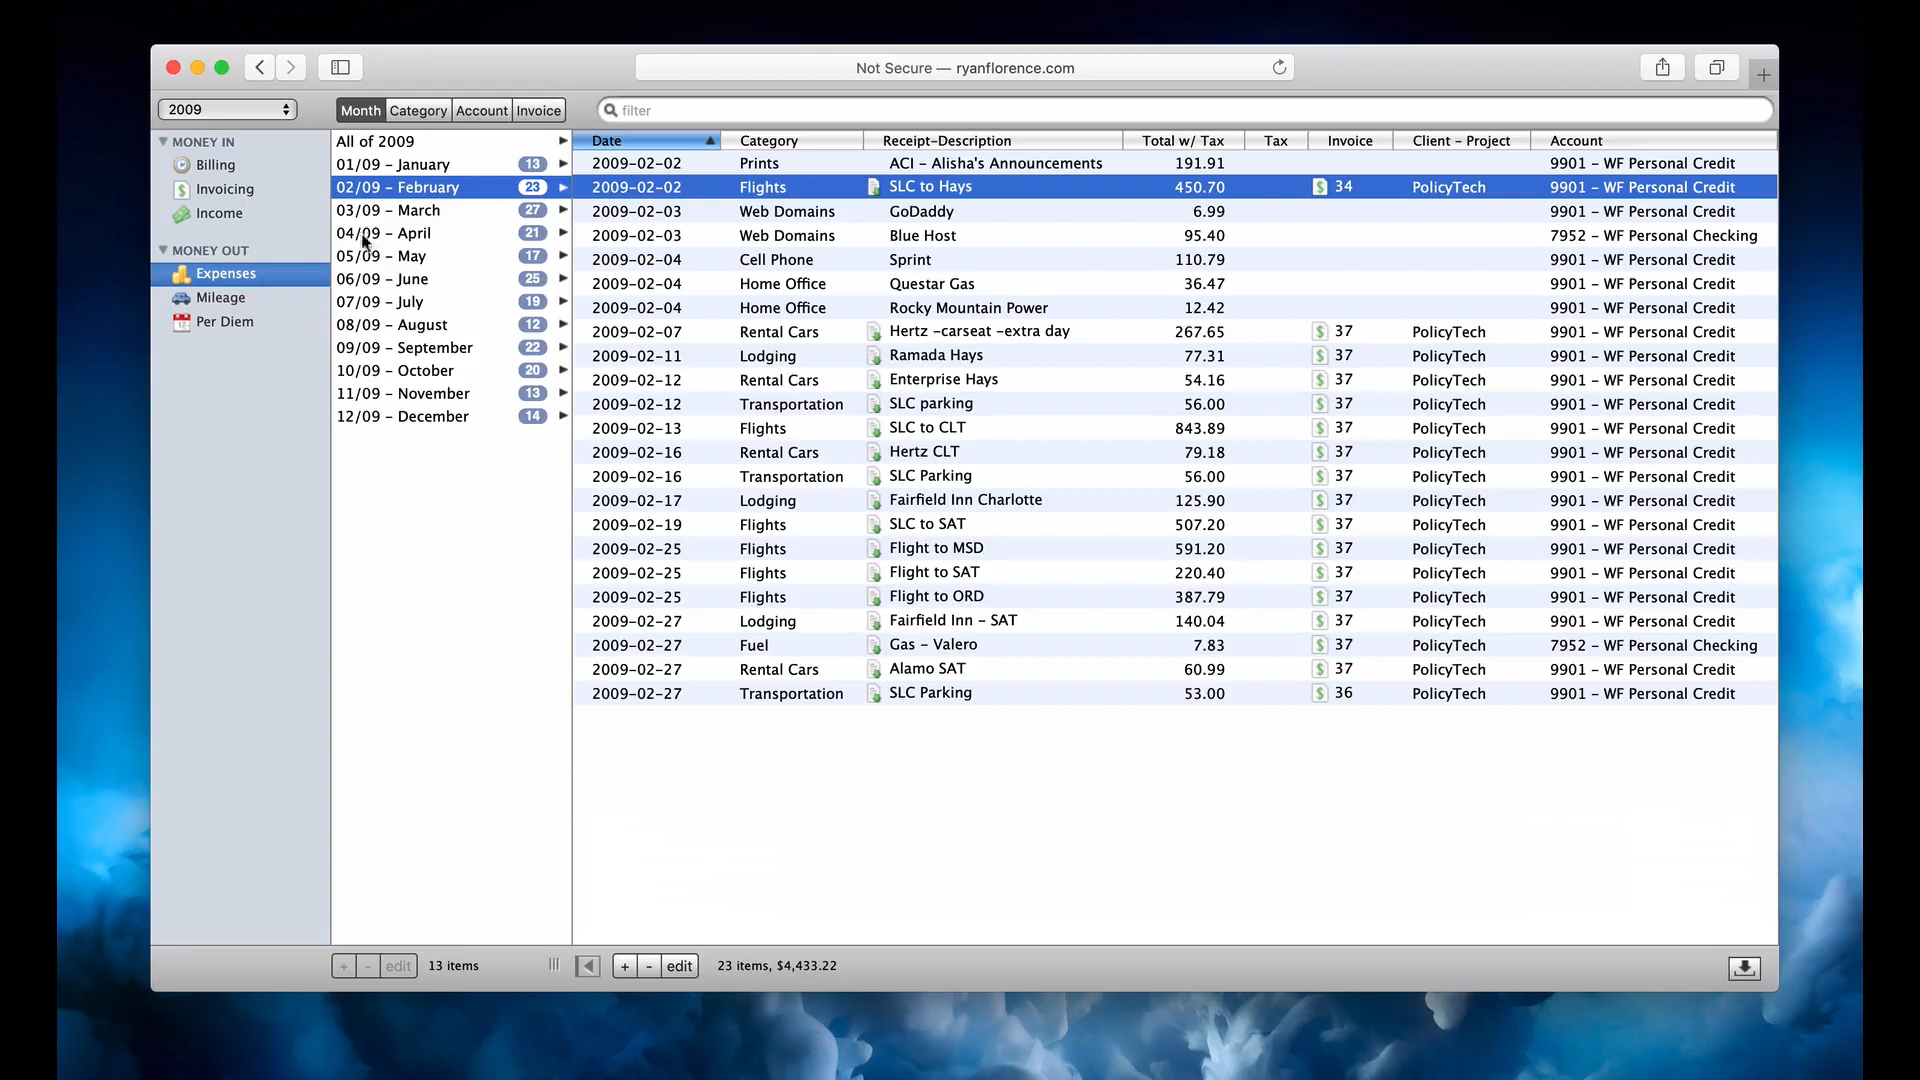 Not Secure — ryanflorence.com
2009
Month Category Account Invoice
filter
MONEY IN
Billing
Invoicing
Income
MONEY OUT
Expenses
Mileage
Per Diem
All of 2009
01/09 – January 13
02/09 – February 23
03/09 – March 27
04/09 – April 21
05/09 – May 17
06/09 – June 25
07/09 – July 19
08/09 – August 12
09/09 – September 22
10/09 – October 20
11/09 – November 13
12/09 – December 14
Date Category Receipt-Description Total w/ Tax Tax Invoice Client – Project Account
2009-02-02 Prints ACI – Alisha's Announcements 191.91 9901 – WF Personal Credit
2009-02-02 Flights SLC to Hays 450.70 $ 34 PolicyTech 9901 – WF Personal Credit
2009-02-03 Web Domains GoDaddy 6.99 9901 – WF Personal Credit
2009-02-03 Web Domains Blue Host 95.40 7952 – WF Personal Checking
2009-02-04 Cell Phone Sprint 110.79 9901 – WF Personal Credit
2009-02-04 Home Office Questar Gas 36.47 9901 – WF Personal Credit
2009-02-04 Home Office Rocky Mountain Power 12.42 9901 – WF Personal Credit
2009-02-07 Rental Cars Hertz –carseat –extra day 267.65 $ 37 PolicyTech 9901 – WF Personal Credit
2009-02-11 Lodging Ramada Hays 77.31 $ 37 PolicyTech 9901 – WF Personal Credit
2009-02-12 Rental Cars Enterprise Hays 54.16 $ 37 PolicyTech 9901 – WF Personal Credit
2009-02-12 Transportation SLC parking 56.00 $ 37 PolicyTech 9901 – WF Personal Credit
2009-02-13 Flights SLC to CLT 843.89 $ 37 PolicyTech 9901 – WF Personal Credit
2009-02-16 Rental Cars Hertz CLT 79.18 $ 37 PolicyTech 9901 – WF Personal Credit
2009-02-16 Transportation SLC Parking 56.00 $ 37 PolicyTech 9901 – WF Personal Credit
2009-02-17 Lodging Fairfield Inn Charlotte 125.90 $ 37 PolicyTech 9901 – WF Personal Credit
2009-02-19 Flights SLC to SAT 507.20 $ 37 PolicyTech 9901 – WF Personal Credit
2009-02-25 Flights Flight to MSD 591.20 $ 37 PolicyTech 9901 – WF Personal Credit
2009-02-25 Flights Flight to SAT 220.40 $ 37 PolicyTech 9901 – WF Personal Credit
2009-02-25 Flights Flight to ORD 387.79 $ 37 PolicyTech 9901 – WF Personal Credit
2009-02-27 Lodging Fairfield Inn – SAT 140.04 $ 37 PolicyTech 9901 – WF Personal Credit
2009-02-27 Fuel Gas – Valero 7.83 $ 37 PolicyTech 7952 – WF Personal Checking
2009-02-27 Rental Cars Alamo SAT 60.99 $ 37 PolicyTech 9901 – WF Personal Credit
2009-02-27 Transportation SLC Parking 53.00 $ 36 PolicyTech 9901 – WF Personal Credit
+ - edit 13 items + - edit 23 items, $4,433.22